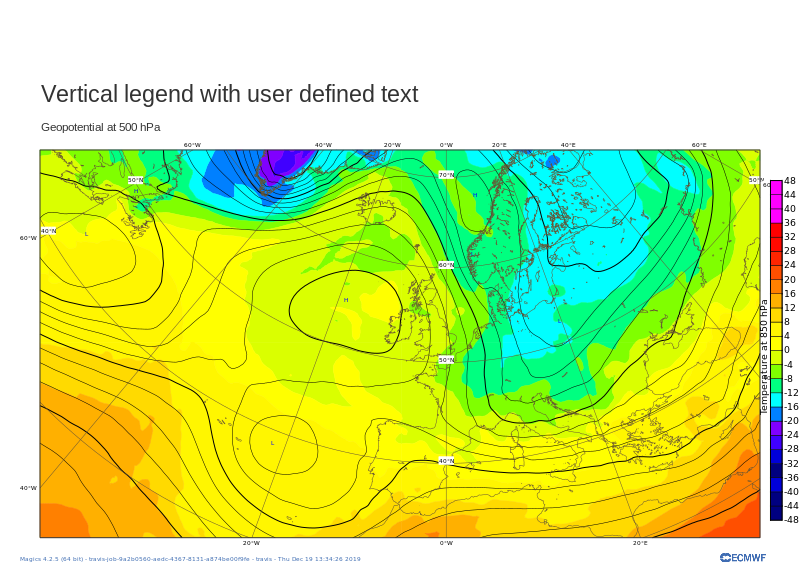 Vertical legend with user defined text
Geopotential at 500 hPa
60°W 40°W 20°W 0°W 20°E 40°E 60°E
50°N 70°N 50°N
60
H H
40°N L
60°W
60°N
H
50°N
L
40°N
40°W
20°W 0°W 20°E
48
44
40
36
32
28
24
20
16
12
8
4
0
-4
-8
-12
-16
-20
-24
-28
-32
-36
-40
-44
-48
Temperature at 850 hPa
Magics 4.2.5 (64 bit) - travis-job-9a2b0560-aedc-4367-8131-a874be00f9fe - travis - Thu Dec 19 13:34:26 2019
ECMWF